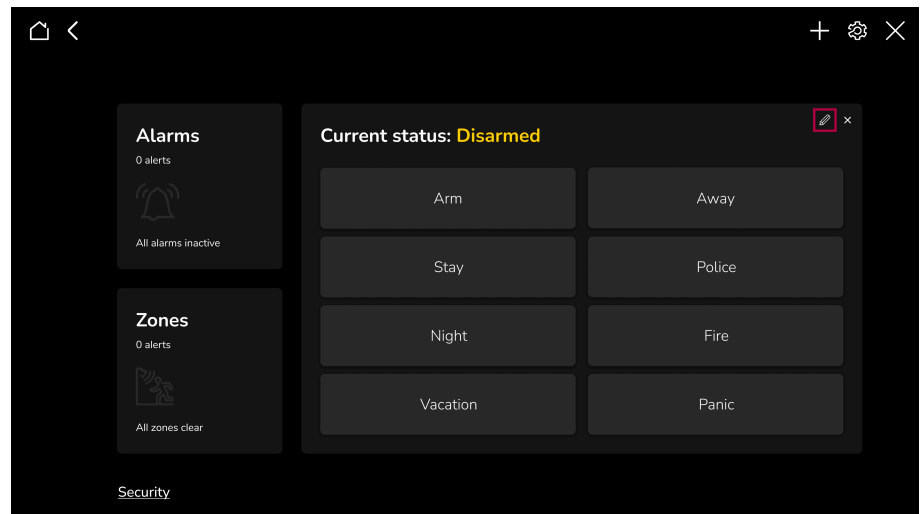 Alarms
0 alerts
All alarms inactive
Zones
0 alerts
All zones clear
Current status: Disarmed
Arm
Away
Stay
Police
Night
Fire
Vacation
Panic
Security